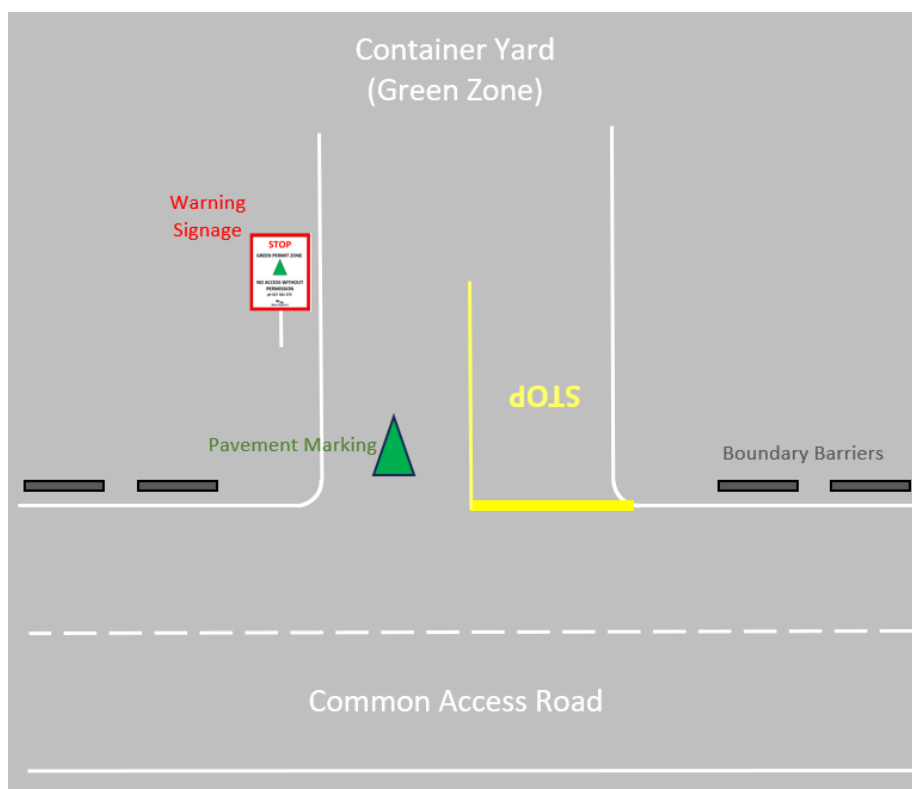 Container Yard
(Green Zone)
Warning
Signage
STOP
GREEN PERMIT ZONE
NO ACCESS WITHOUT
PERMISSION
STOP
Pavement Marking
Boundary Barriers
Common Access Road